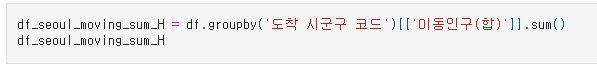 df_seoul_moving_sum_H = df.groupby('도착 시군구 코드')[['이동인구(합)']].sum()
df_seoul_moving_sum_H